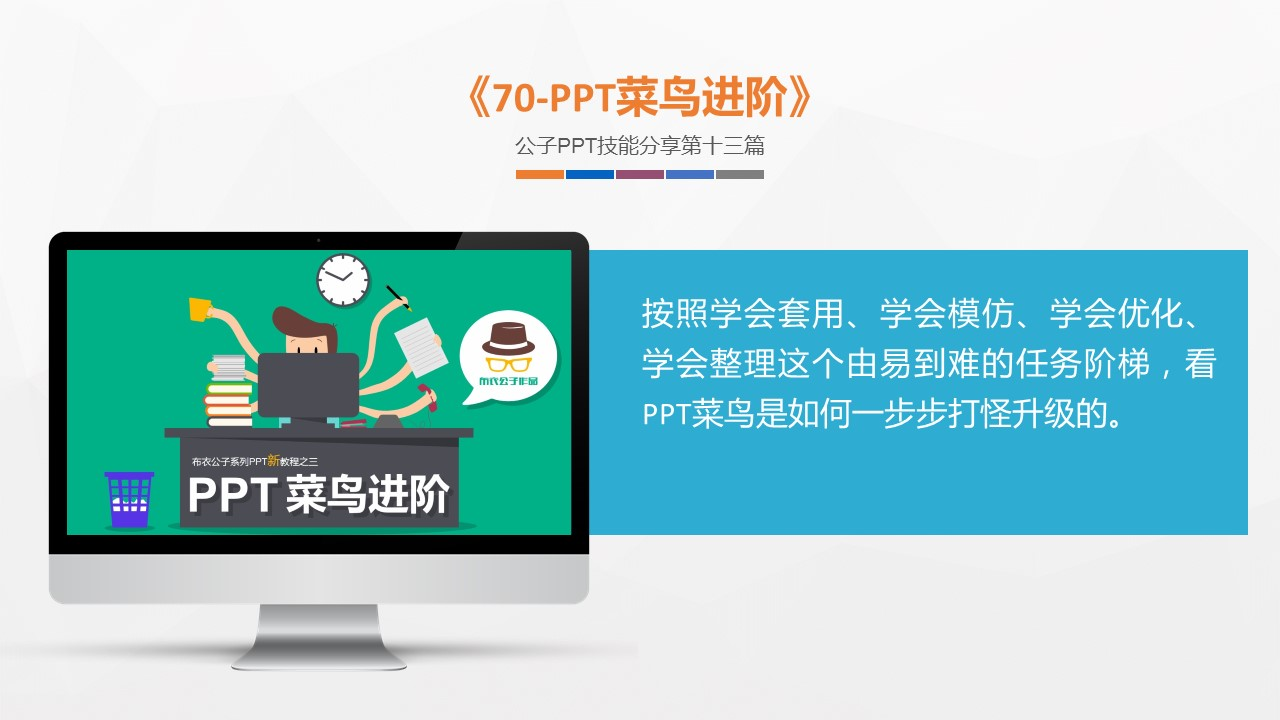 《70-PPT菜鸟进阶》
公子PPT技能分享第十三篇
布衣公子作品
布衣公子系列PPT新教程之三
PPT 菜鸟进阶
按照学会套用、学会模仿、学会优化、
学会整理这个由易到难的任务阶梯，看
PPT菜鸟是如何一步步打怪升级的。